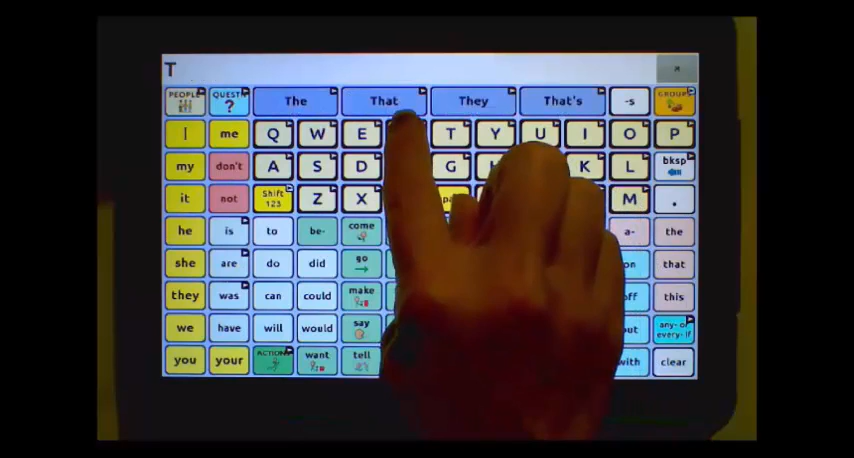 T
PEOPLE QUEST ? The That They That's -s GROUPS
I me Q W E T Y U I O P
my don't A S D G K L bksp
it not Shift 123 Z X M .
he is to be- come a- the
she are do did go on that
they was can could make off this
we have will would say out any- or every- if
you your ACTIONS want tell with clear